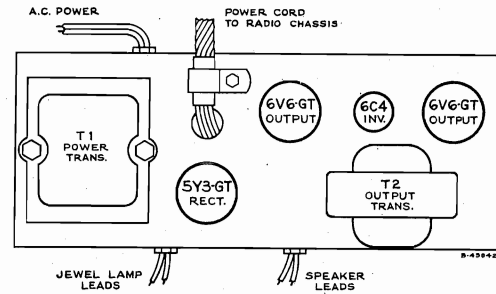 A.C. POWER
POWER CORD
TO RADIO CHASSIS
6V6-GT
OUTPUT
6C4
INV.
6V6-GT
OUTPUT
T1
POWER
TRANS.
5Y3-GT
RECT.
T2
OUTPUT
TRANS.
B-45042
JEWEL LAMP
LEADS
SPEAKER
LEADS